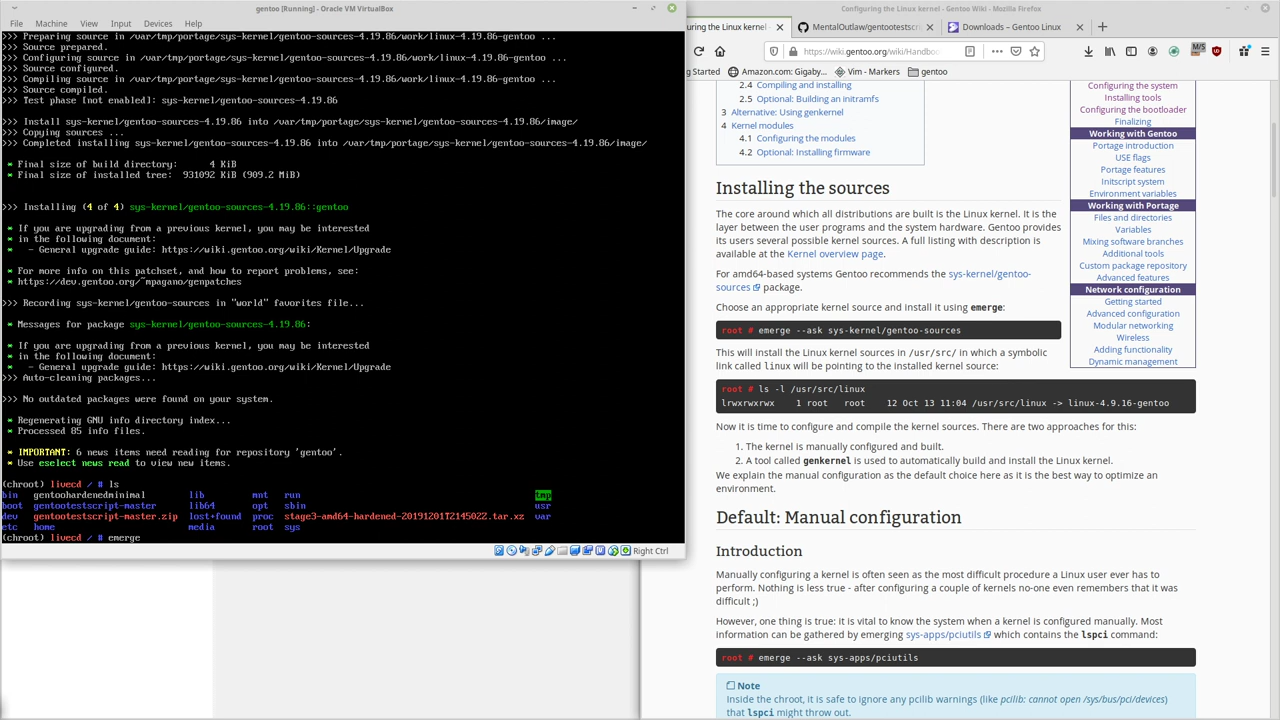 gentoo [Running] - Oracle VM VirtualBox
File Machine View Input Devices Help
>>> Preparing source in /var/tmp/portage/sys-kernel/gentoo-sources-4.19.86/work/linux-4.19.86-gentoo ...
>>> Source prepared.
>>> Configuring source in /var/tmp/portage/sys-kernel/gentoo-sources-4.19.86/work/linux-4.19.86-gentoo ...
>>> Source configured.
>>> Compiling source in /var/tmp/portage/sys-kernel/gentoo-sources-4.19.86/work/linux-4.19.86-gentoo ...
>>> Source compiled.
>>> Test phase [not enabled]: sys-kernel/gentoo-sources-4.19.86
>>> Install sys-kernel/gentoo-sources-4.19.86 into /var/tmp/portage/sys-kernel/gentoo-sources-4.19.86/image/
>>> Copying sources ...
>>> Completed installing sys-kernel/gentoo-sources-4.19.86 into /var/tmp/portage/sys-kernel/gentoo-sources-4.19.86/image/
* Final size of build directory: 4 KiB
* Final size of installed tree: 931092 KiB (909.2 MiB)
>>> Installing (4 of 4) sys-kernel/gentoo-sources-4.19.86::gentoo
* If you are upgrading from a previous kernel, you may be interested
* in the following document:
* - General upgrade guide: https://wiki.gentoo.org/wiki/Kernel/Upgrade
* For more info on this patchset, and how to report problems, see:
* https://dev.gentoo.org/~mpagano/genpatches
>>> Recording sys-kernel/gentoo-sources in "world" favorites file...
* Messages for package sys-kernel/gentoo-sources-4.19.86:
* If you are upgrading from a previous kernel, you may be interested
* in the following document:
* - General upgrade guide: https://wiki.gentoo.org/wiki/Kernel/Upgrade
>>> Auto-cleaning packages...
>>> No outdated packages were found on your system.
* Regenerating GNU info directory index...
* Processed 85 info files.
* IMPORTANT: 6 news items need reading for repository 'gentoo'.
* Use eselect news read to view new items.
(chroot) livecd / # ls
bin gentoohardenedminimal lib mnt run tmp
boot gentootestscript-master lib64 opt sbin usr
dev gentootestscript-master.zip lost+found proc stage3-amd64-hardened-20191201T214502Z.tar.xz var
etc home media root sys
(chroot) livecd / # emerge
Right Ctrl
Configuring the Linux kernel - Gentoo Wiki - Mozilla Firefox
uring the Linux kernel - MentalOutlaw/gentootestscri Downloads – Gentoo Linux
https://wiki.gentoo.org/wiki/Handbo
g Started Amazon.com: Gigaby... Vim - Markers gentoo
2.4 Compiling and installing
2.5 Optional: Building an initramfs
3 Alternative: Using genkernel
4 Kernel modules
4.1 Configuring the modules
4.2 Optional: Installing firmware
Configuring the system
Installing tools
Configuring the bootloader
Finalizing
Working with Gentoo
Portage introduction
USE flags
Portage features
Initscript system
Environment variables
Working with Portage
Files and directories
Variables
Mixing software branches
Additional tools
Custom package repository
Advanced features
Network configuration
Getting started
Advanced configuration
Modular networking
Wireless
Adding functionality
Dynamic management
Installing the sources
The core around which all distributions are built is the Linux kernel. It is the
layer between the user programs and the system hardware. Gentoo provides
its users several possible kernel sources. A full listing with description is
available at the Kernel overview page.
For amd64-based systems Gentoo recommends the sys-kernel/gentoo-
sources package.
Choose an appropriate kernel source and install it using emerge:
root # emerge --ask sys-kernel/gentoo-sources
This will install the Linux kernel sources in /usr/src/ in which a symbolic
link called linux will be pointing to the installed kernel source:
root # ls -l /usr/src/linux
lrwxrwxrwx 1 root root 12 Oct 13 11:04 /usr/src/linux -> linux-4.9.16-gentoo
Now it is time to configure and compile the kernel sources. There are two approaches for this:
1. The kernel is manually configured and built.
2. A tool called genkernel is used to automatically build and install the Linux kernel.
We explain the manual configuration as the default choice here as it is the best way to optimize an
environment.
Default: Manual configuration
Introduction
Manually configuring a kernel is often seen as the most difficult procedure a Linux user ever has to
perform. Nothing is less true - after configuring a couple of kernels no-one even remembers that it was
difficult ;)
However, one thing is true: it is vital to know the system when a kernel is configured manually. Most
information can be gathered by emerging sys-apps/pciutils which contains the lspci command:
root # emerge --ask sys-apps/pciutils
Note
Inside the chroot, it is safe to ignore any pcilib warnings (like pcilib: cannot open /sys/bus/pci/devices)
that lspci might throw out.